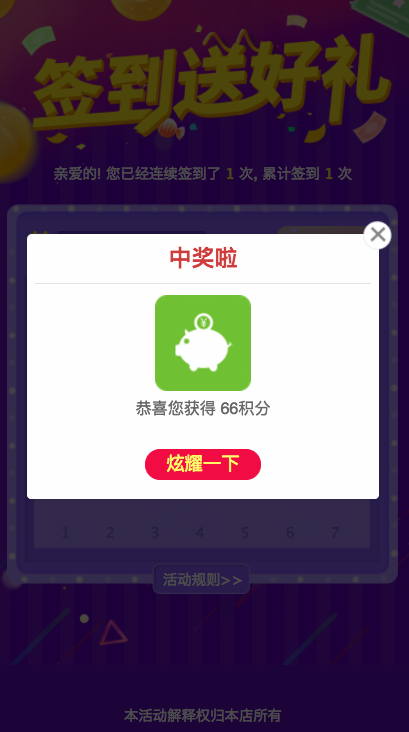 签到送好礼
亲爱的! 您已经连续签到了 1 次, 累计签到 1 次
中奖啦
¥
恭喜您获得 66积分
炫耀一下
1 2 3 4 5 6 7
活动规则>>
本活动解释权归本店所有